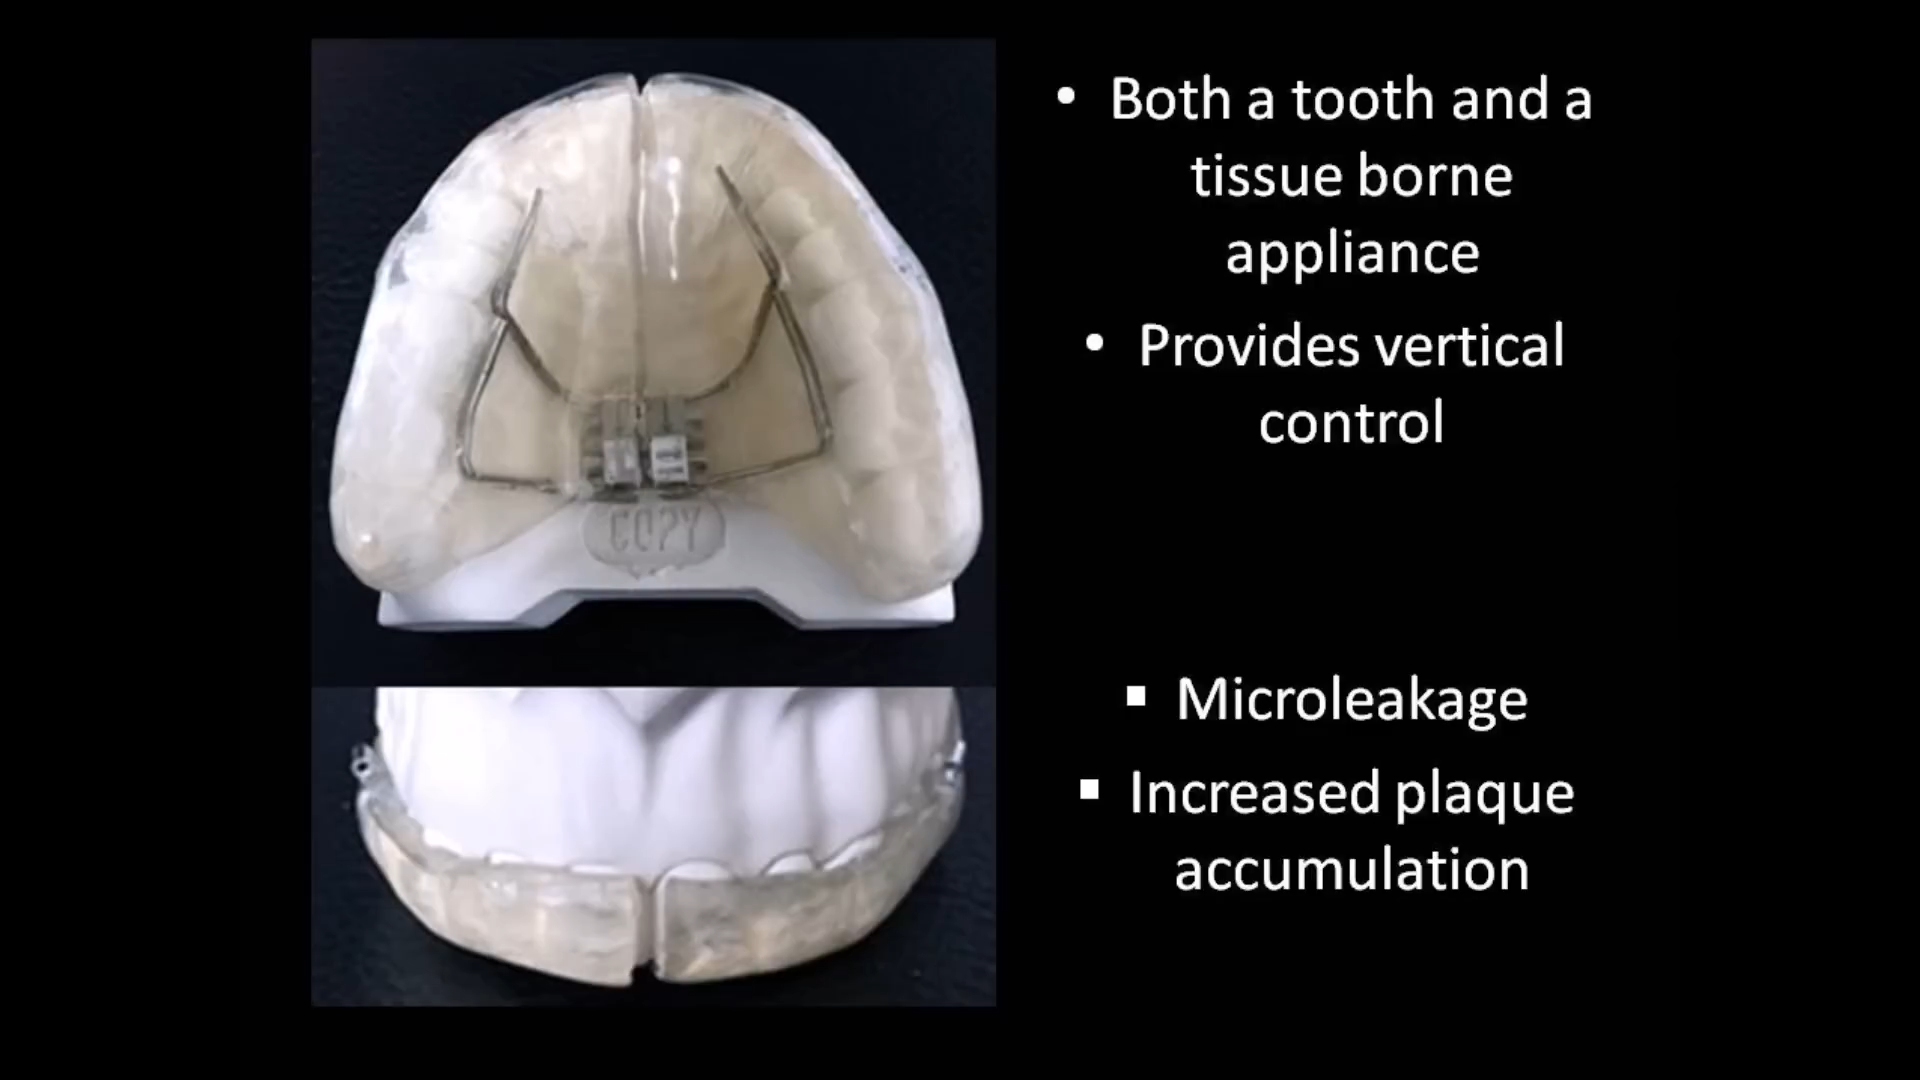 • Both a tooth and a
tissue borne
appliance
• Provides vertical
control
COPY
▪ Microleakage
▪ Increased plaque
accumulation